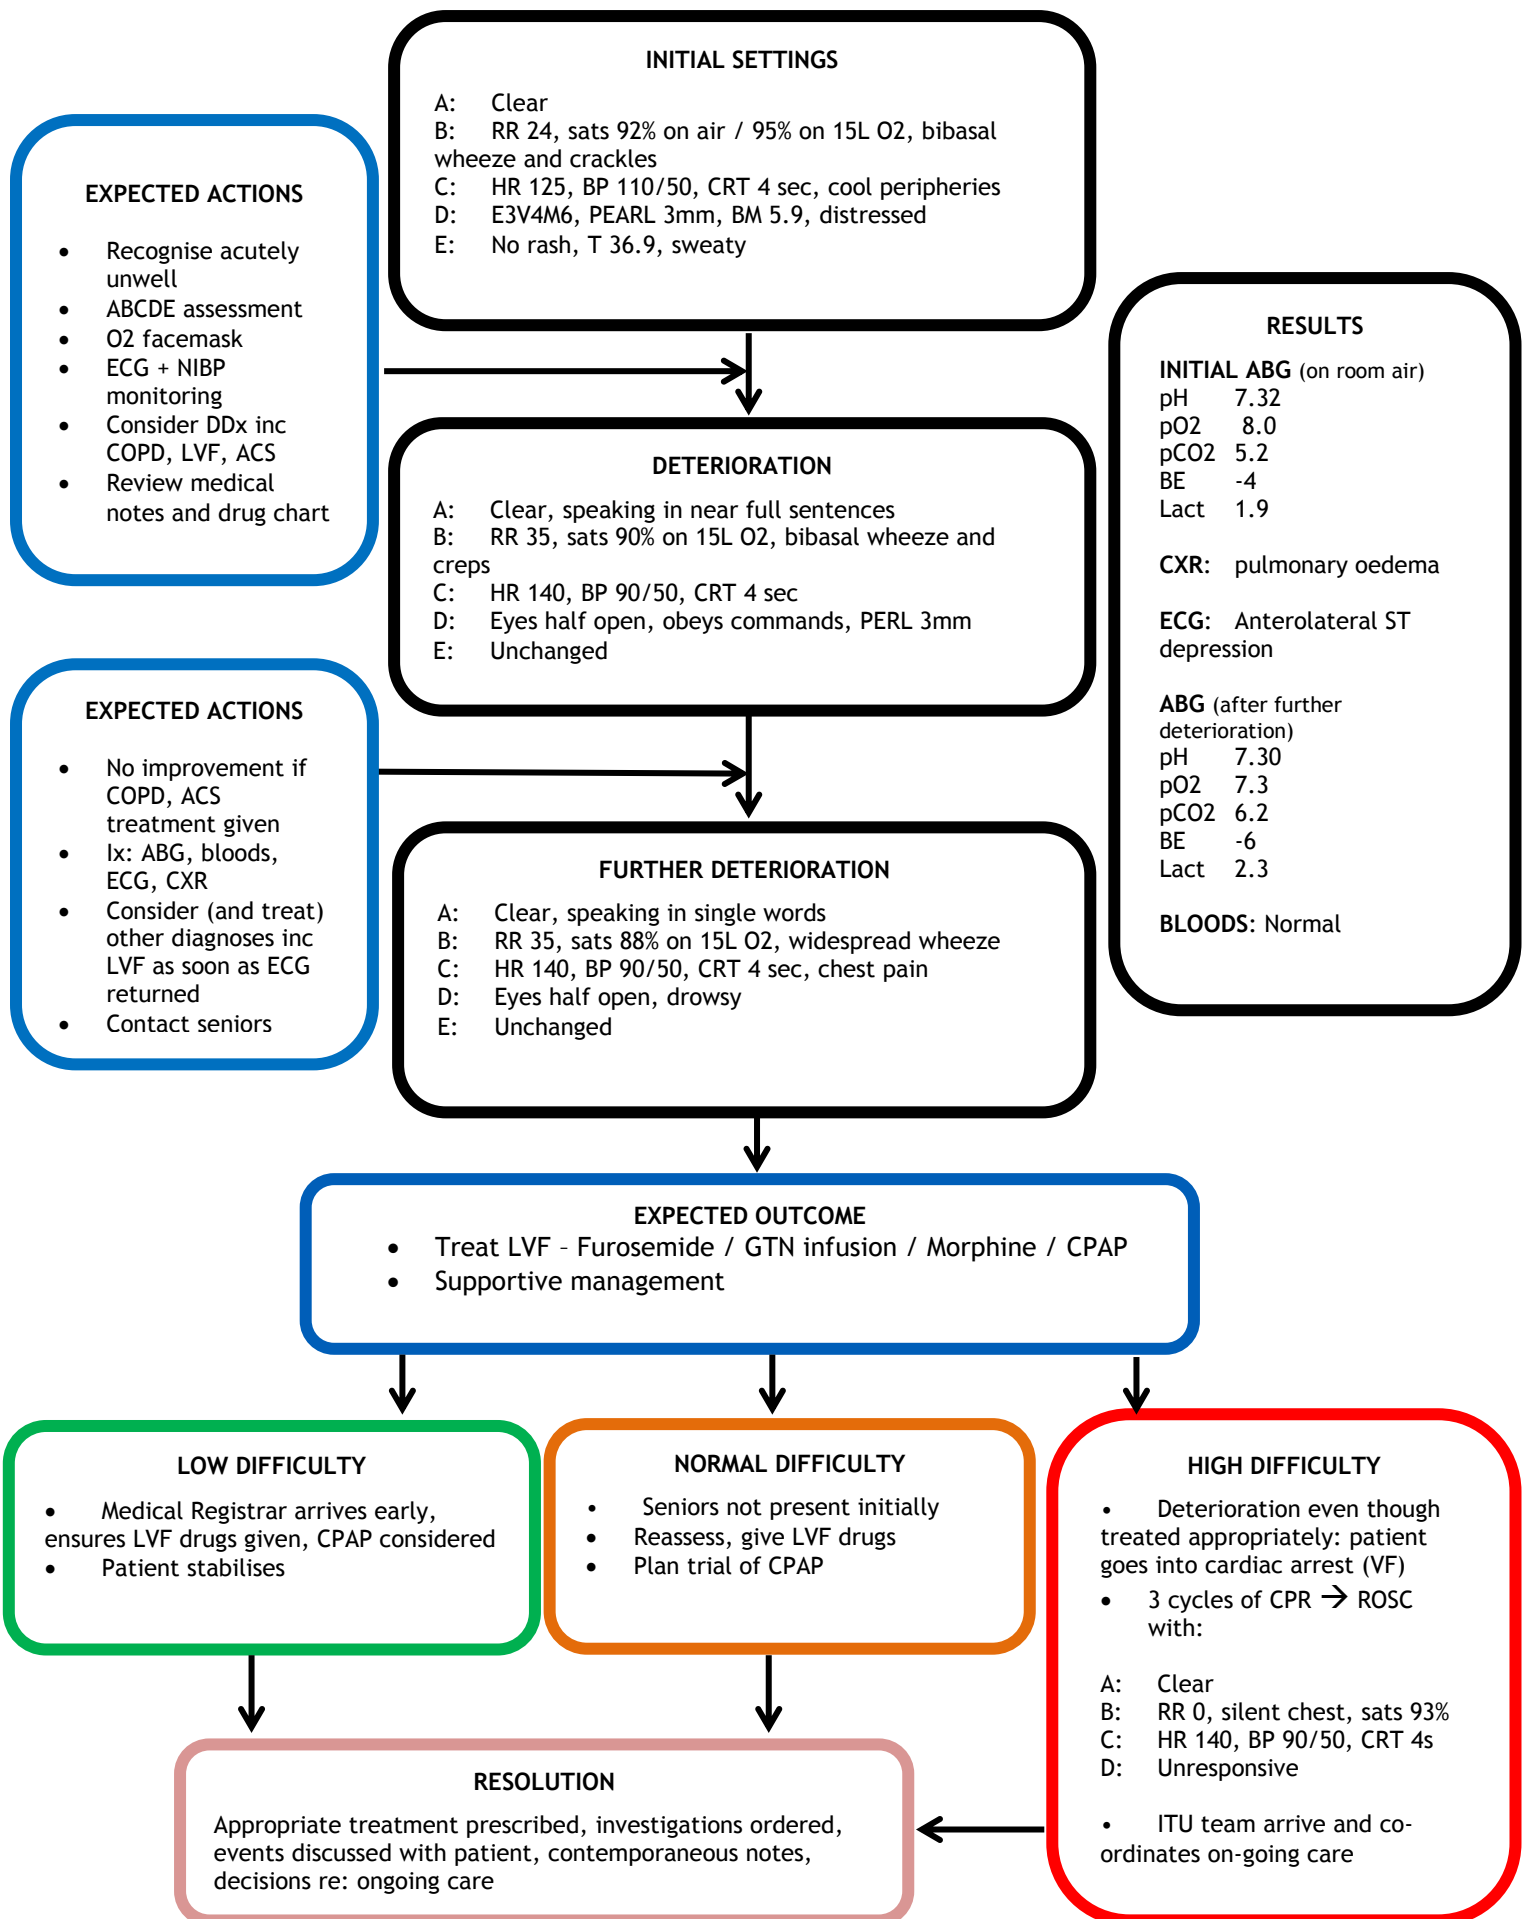 INITIAL SETTINGS
A: Clear
B: RR 24, sats 92% on air / 95% on 15L O2, bibasal
wheeze and crackles
C: HR 125, BP 110/50, CRT 4 sec, cool peripheries
D: E3V4M6, PEARL 3mm, BM 5.9, distressed
E: No rash, T 36.9, sweaty
EXPECTED ACTIONS
• Recognise acutely
unwell
• ABCDE assessment
• O2 facemask
• ECG + NIBP
monitoring
• Consider DDx inc
COPD, LVF, ACS
• Review medical
notes and drug chart
DETERIORATION
A: Clear, speaking in near full sentences
B: RR 35, sats 90% on 15L O2, bibasal wheeze and
creps
C: HR 140, BP 90/50, CRT 4 sec
D: Eyes half open, obeys commands, PERL 3mm
E: Unchanged
RESULTS
INITIAL ABG (on room air)
pH 7.32
pO2 8.0
pCO2 5.2
BE -4
Lact 1.9
CXR: pulmonary oedema
ECG: Anterolateral ST
depression
ABG (after further
deterioration)
pH 7.30
pO2 7.3
pCO2 6.2
BE -6
Lact 2.3
BLOODS: Normal
EXPECTED ACTIONS
• No improvement if
COPD, ACS
treatment given
• Ix: ABG, bloods,
ECG, CXR
• Consider (and treat)
other diagnoses inc
LVF as soon as ECG
returned
• Contact seniors
FURTHER DETERIORATION
A: Clear, speaking in single words
B: RR 35, sats 88% on 15L O2, widespread wheeze
C: HR 140, BP 90/50, CRT 4 sec, chest pain
D: Eyes half open, drowsy
E: Unchanged
EXPECTED OUTCOME
• Treat LVF – Furosemide / GTN infusion / Morphine / CPAP
• Supportive management
LOW DIFFICULTY
• Medical Registrar arrives early,
ensures LVF drugs given, CPAP considered
• Patient stabilises
NORMAL DIFFICULTY
• Seniors not present initially
• Reassess, give LVF drugs
• Plan trial of CPAP
HIGH DIFFICULTY
• Deterioration even though
treated appropriately: patient
goes into cardiac arrest (VF)
• 3 cycles of CPR → ROSC
with:
A: Clear
B: RR 0, silent chest, sats 93%
C: HR 140, BP 90/50, CRT 4s
D: Unresponsive
• ITU team arrive and co-
ordinates on-going care
RESOLUTION
Appropriate treatment prescribed, investigations ordered,
events discussed with patient, contemporaneous notes,
decisions re: ongoing care